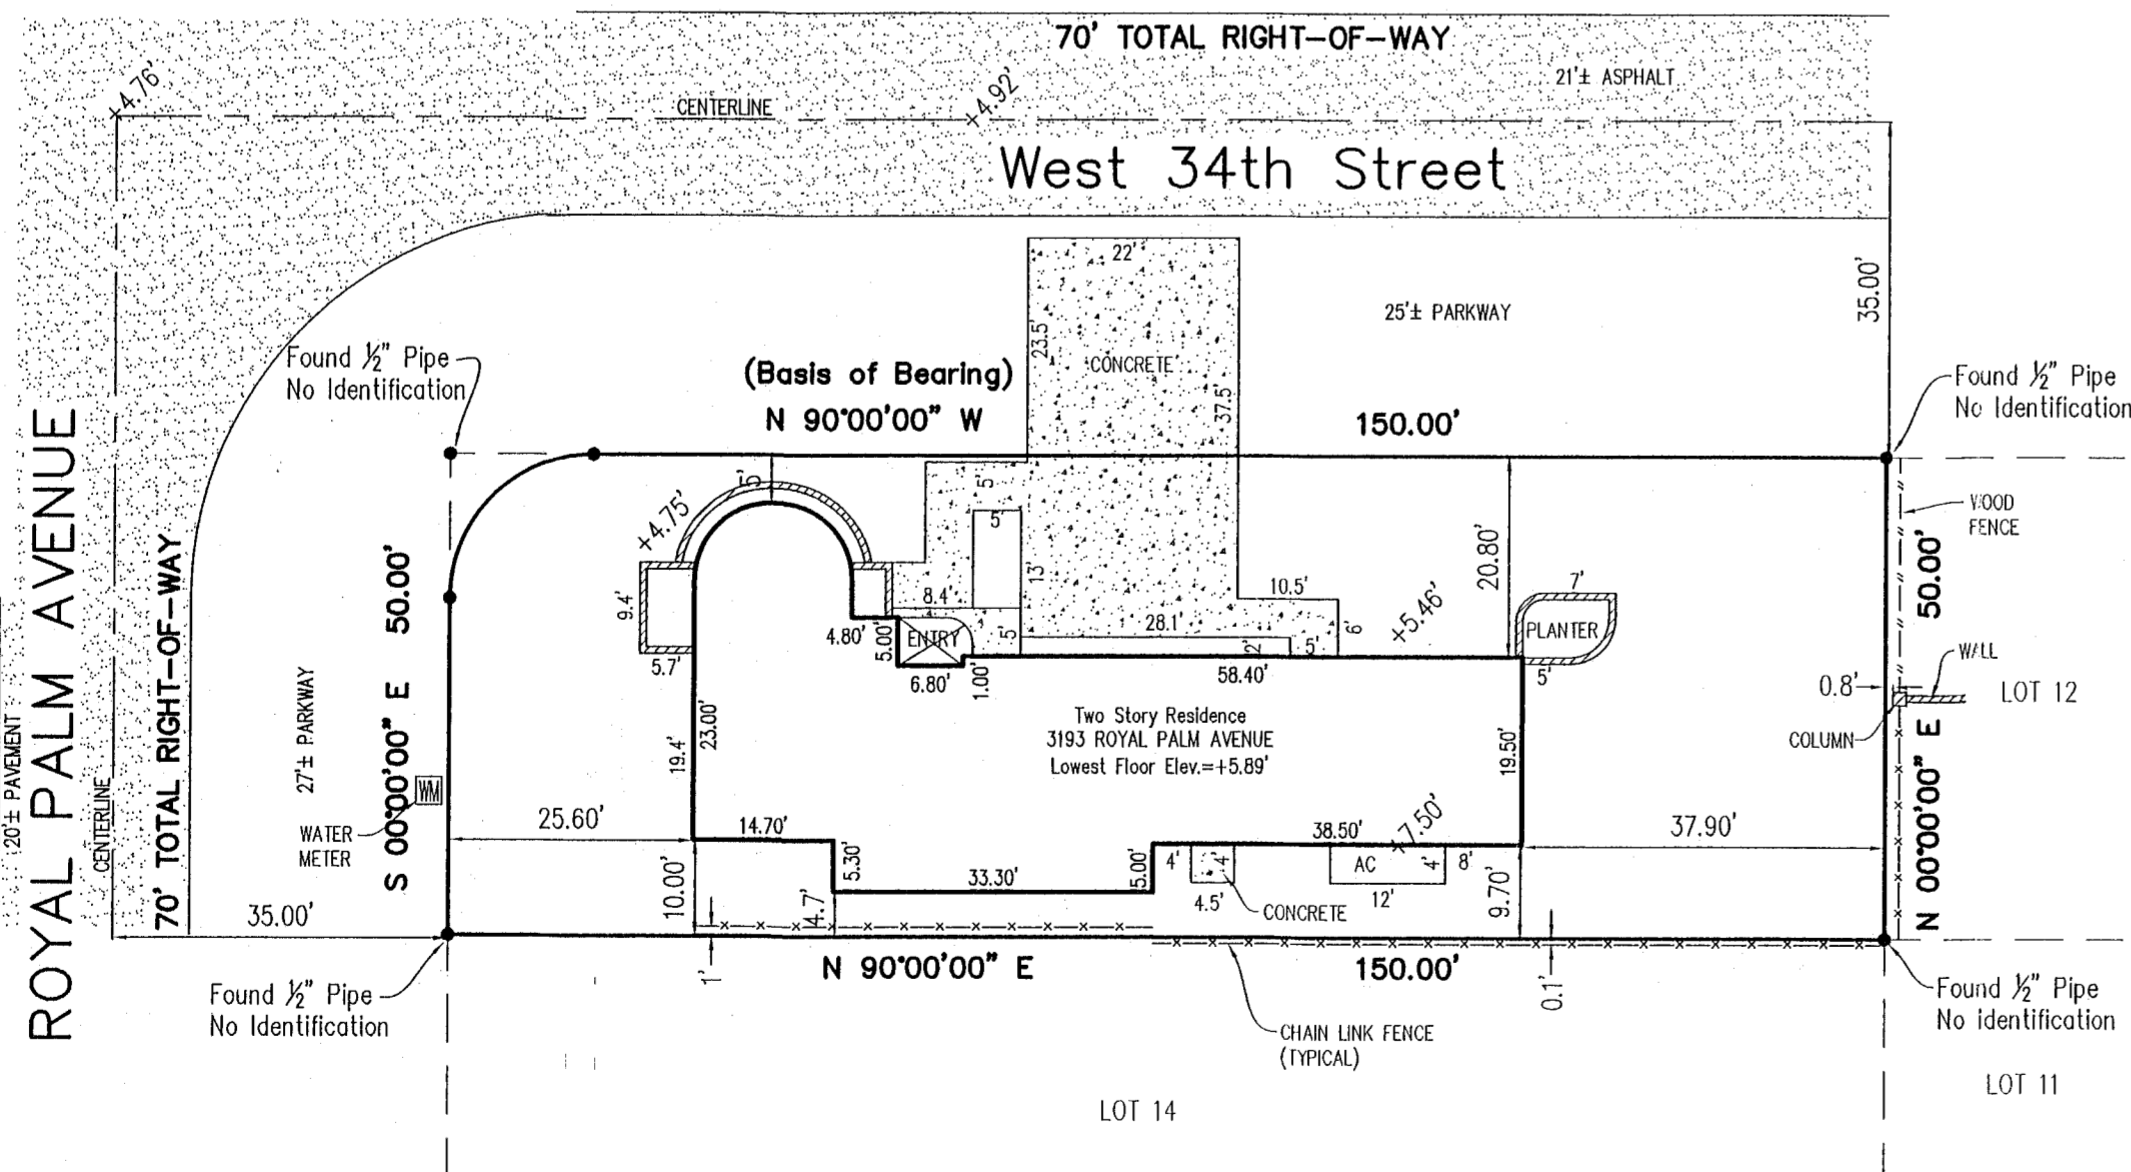 70' TOTAL RIGHT-OF-WAY
21'± ASPHALT
+4.76'
CENTERLINE
+4.92'
West 34th Street
22'
25'± PARKWAY
35.00'
23.5'
CONCRETE
37.5'
Found ½" Pipe
No Identification
(Basis of Bearing)
N 90°00'00" W
150.00'
Found ½" Pipe
No Identification
WOOD
FENCE
ROYAL PALM AVENUE
20'± PAVEMENT
CENTERLINE
70' TOTAL RIGHT-OF-WAY
27'± PARKWAY
S 00°00'00" E 50.00'
+4.75'
5'
5'
5'
13'
20.80'
7'
PLANTER
5'
10.5'
+5.46'
6'
8.4'
28.1'
2'
5'
5'
ENTRY
4.80'
5.00'
6.80'
1.00'
58.40'
9.4'
5.7'
N 00°00'00" E 50.00'
WALL
0.8'
LOT 12
COLUMN
Two Story Residence
3193 ROYAL PALM AVENUE
Lowest Floor Elev.=+5.89'
23.00'
19.4'
19.50'
WM
WATER
METER
25.60'
14.70'
38.50'
+7.50'
37.90'
5.30'
33.30'
5.00'
4'
4'
4.5'
CONCRETE
AC
4'
8'
12'
9.70'
10.00'
4.7'
35.00'
1'
N 90°00'00" E
150.00'
0.1'
Found ½" Pipe
No Identification
Found ½" Pipe
No identification
CHAIN LINK FENCE
(TYPICAL)
LOT 14
LOT 11